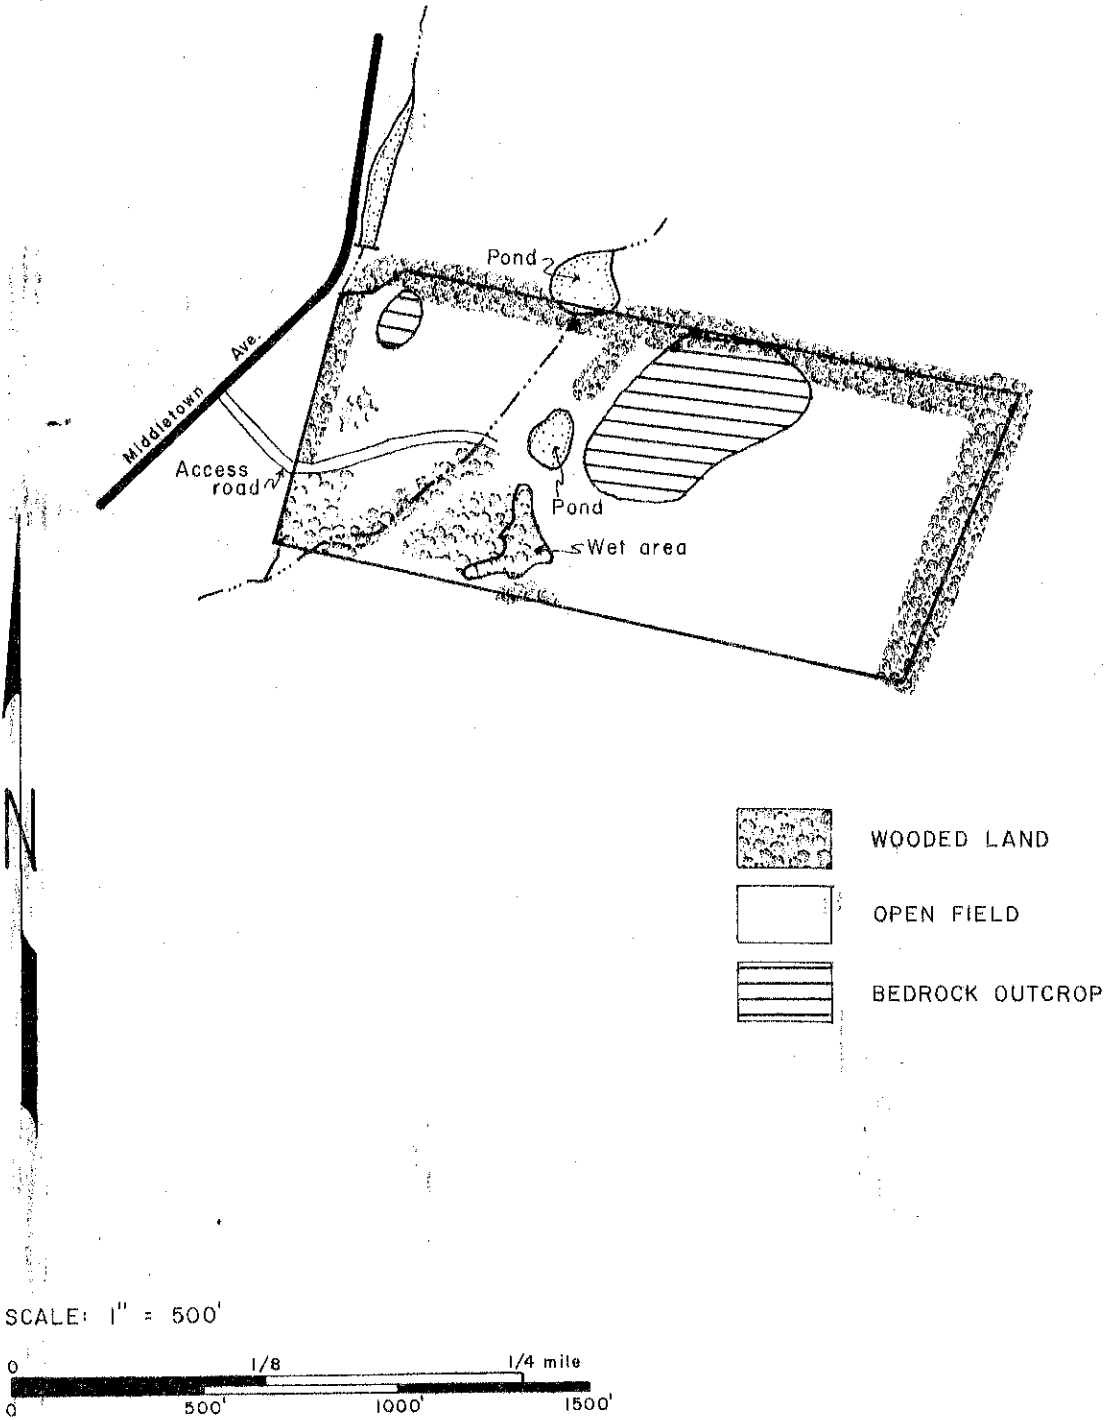 Pond
Middletown Ave.
Access
road
Pond
Wet area
N
WOODED LAND
OPEN FIELD
BEDROCK OUTCROP
SCALE: 1" = 500'
0 1/8 1/4 mile
0 500' 1000' 1500'